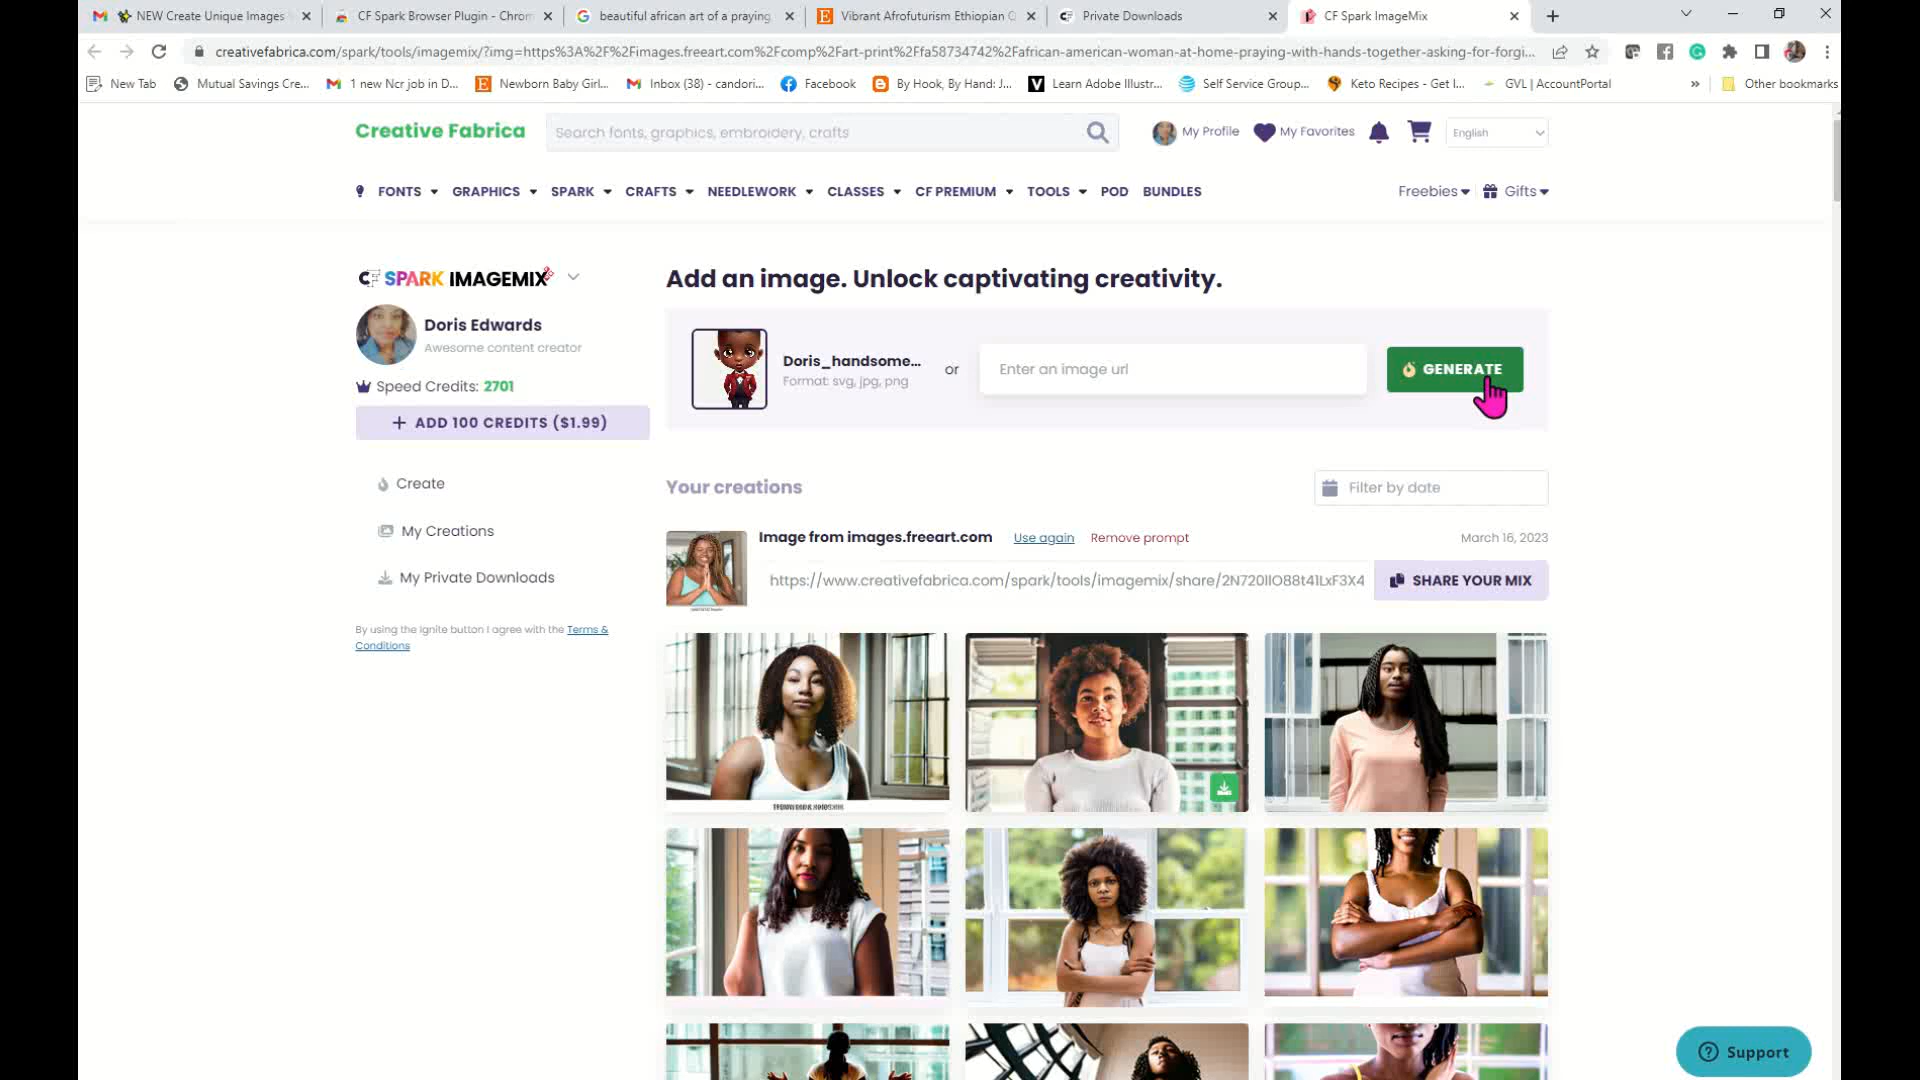 NEW Create Unique Images
CF Spark Browser Plugin - Chrom
beautiful african art of a praying
Vibrant Afrofuturism Ethiopian
Private Downloads
CF Spark ImageMix
creativefabrica.com/spark/tools/imagemix/?img=https%3A%2F%2Fimages.freeart.com%2Fcomp%2Fart-print%2Ffa58734742%2Fafrican-american-woman-at-home-praying-with-hands-together-asking-for-forgi...
New Tab
Mutual Savings Cre...
1 new Ncr job in D...
Newborn Baby Girl...
Inbox (38) - candori...
Facebook
By Hook, By Hand: J...
Learn Adobe Illustr...
Self Service Group...
Keto Recipes - Get I...
GVL | AccountPortal
»
Other bookmarks
Creative Fabrica
Search fonts, graphics, embroidery, crafts
My Profile
My Favorites
English
FONTS
GRAPHICS
SPARK
CRAFTS
NEEDLEWORK
CLASSES
CF PREMIUM
TOOLS
POD
BUNDLES
Freebies
Gifts
CF SPARK IMAGEMIX
Add an image. Unlock captivating creativity.
Doris Edwards
Awesome content creator
Doris_handsome...
Format: svg, jpg, png
or
Enter an image url
GENERATE
Speed Credits: 2701
+ ADD 100 CREDITS ($1.99)
Create
My Creations
My Private Downloads
By using the Ignite button I agree with the Terms &
Conditions
Your creations
Filter by date
Image from images.freeart.com
Use again
Remove prompt
March 16, 2023
https://www.creativefabrica.com/spark/tools/imagemix/share/2N720llO88t41LxF3X4
SHARE YOUR MIX
Support